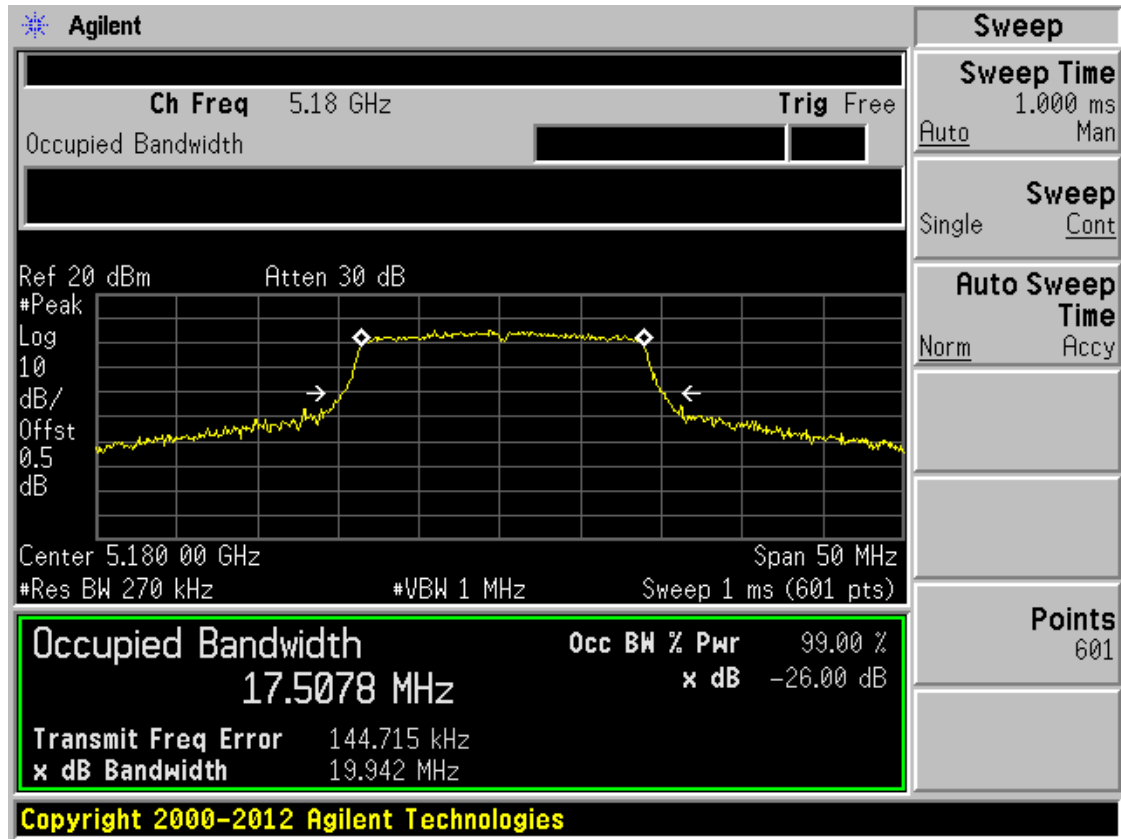 Agilent
Sweep
Sweep Time
1.000 ms
Auto Man
Ch Freq 5.18 GHz Trig Free
Occupied Bandwidth
Sweep
Single Cont
Auto Sweep
Time
Norm Accy
Ref 20 dBm Atten 30 dB
#Peak
Log
10
dB/
Offst
0.5
dB
Center 5.180 00 GHz Span 50 MHz
#Res BW 270 kHz #VBW 1 MHz Sweep 1 ms (601 pts)
Points
601
Occupied Bandwidth
17.5078 MHz
Occ BW % Pwr 99.00 %
x dB -26.00 dB
Transmit Freq Error 144.715 kHz
x dB Bandwidth 19.942 MHz
Copyright 2000-2012 Agilent Technologies